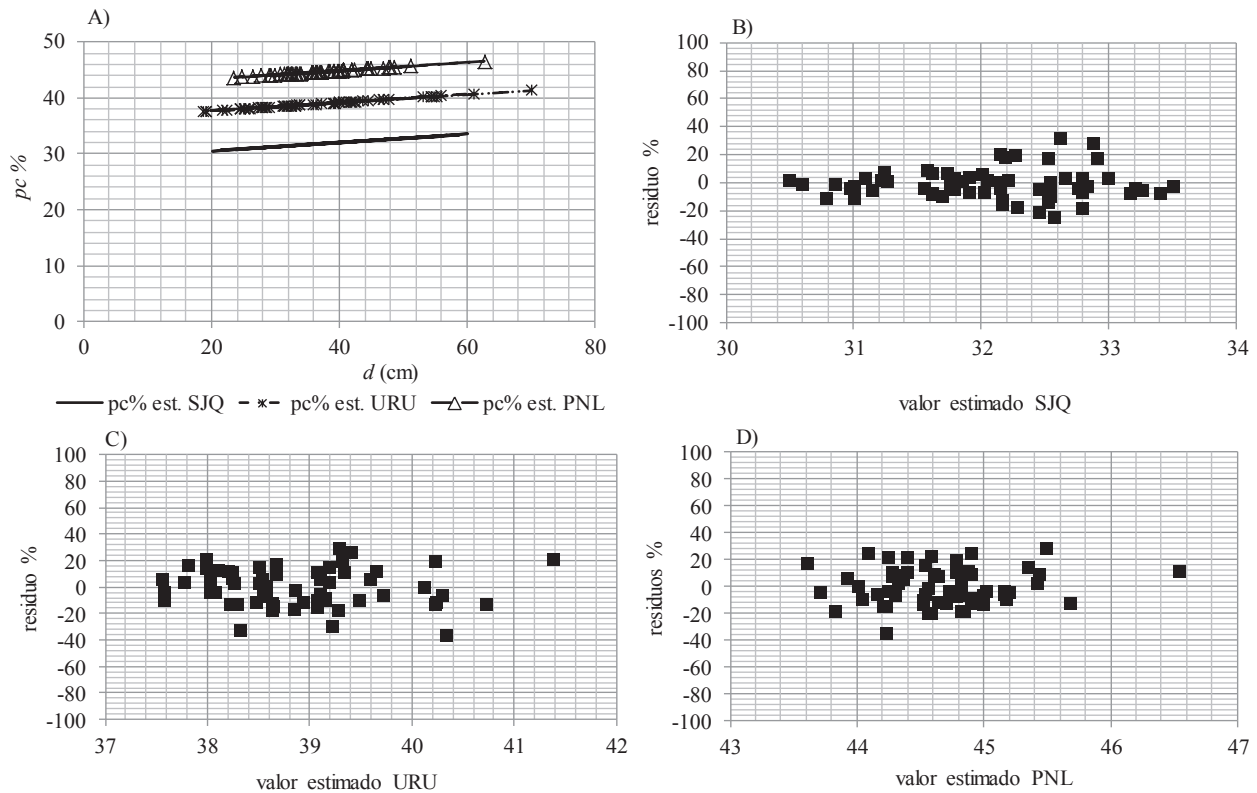 A)
50
40
30
20
10
0
pc %
0 20 40 60 80
d (cm)
pc% est. SJQ pc% est. URU pc% est. PNL
B)
100
80
60
40
20
0
-20
-40
-60
-80
-100
residuo %
30 31 32 33 34
valor estimado SJQ
C)
100
80
60
40
20
0
-20
-40
-60
-80
-100
residuo %
37 38 39 40 41 42
valor estimado URU
D)
100
80
60
40
20
0
-20
-40
-60
-80
-100
residuos %
43 44 45 46 47
valor estimado PNL